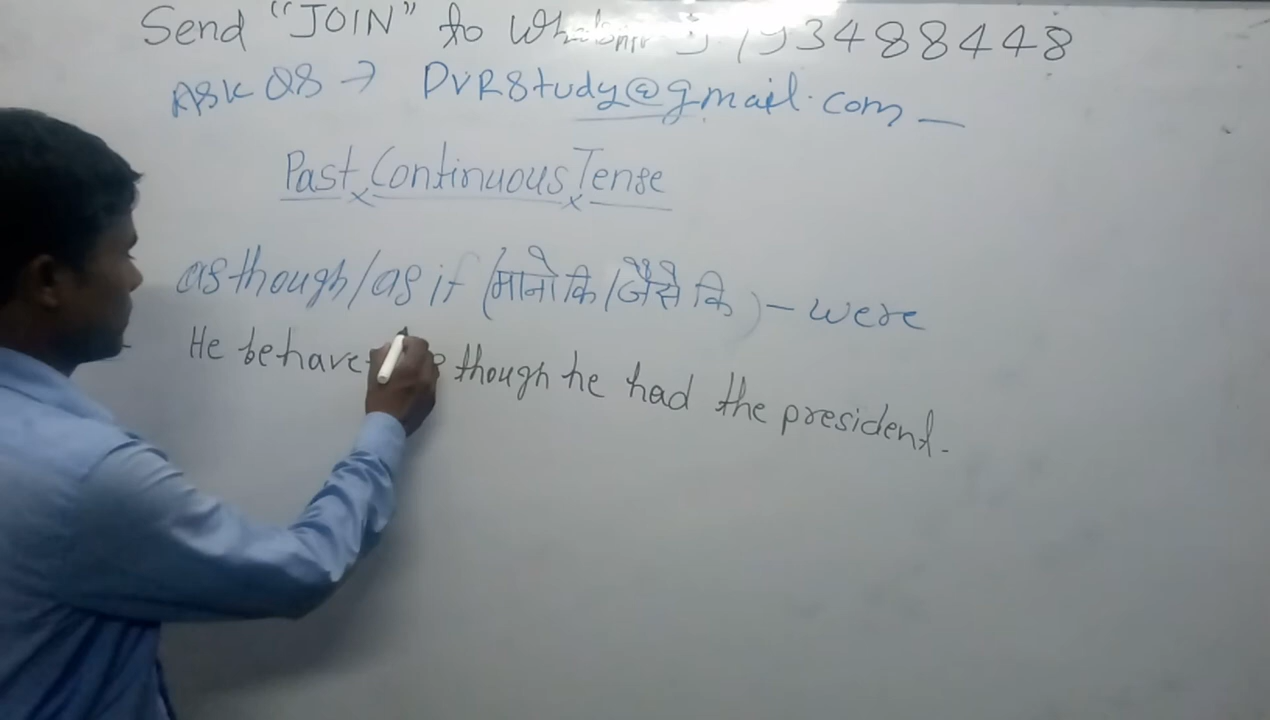 Send "JOIN" to 93488448
ASK QS → DVRStudy@gmail.com
Past Continuous Tense
as though/as if (मानो कि/जैसे कि) - were
He though he had the president.